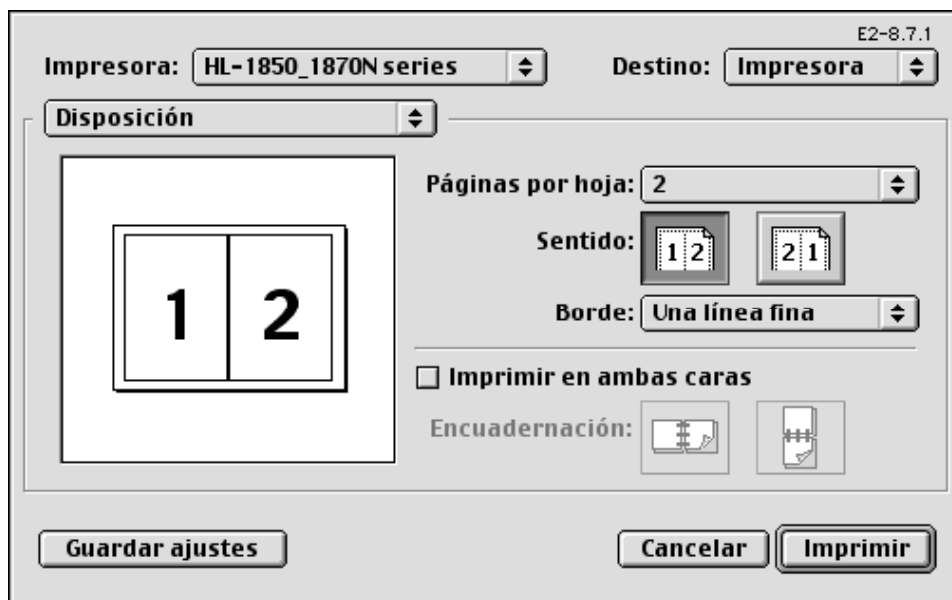 E2-8.7.1
Impresora: HL-1850_1870N series Destino: Impresora
Disposición
Páginas por hoja: 2
Sentido: 1 2 2 1
1 2
Borde: Una línea fina
Imprimir en ambas caras
Encuadernación:
Guardar ajustes Cancelar Imprimir